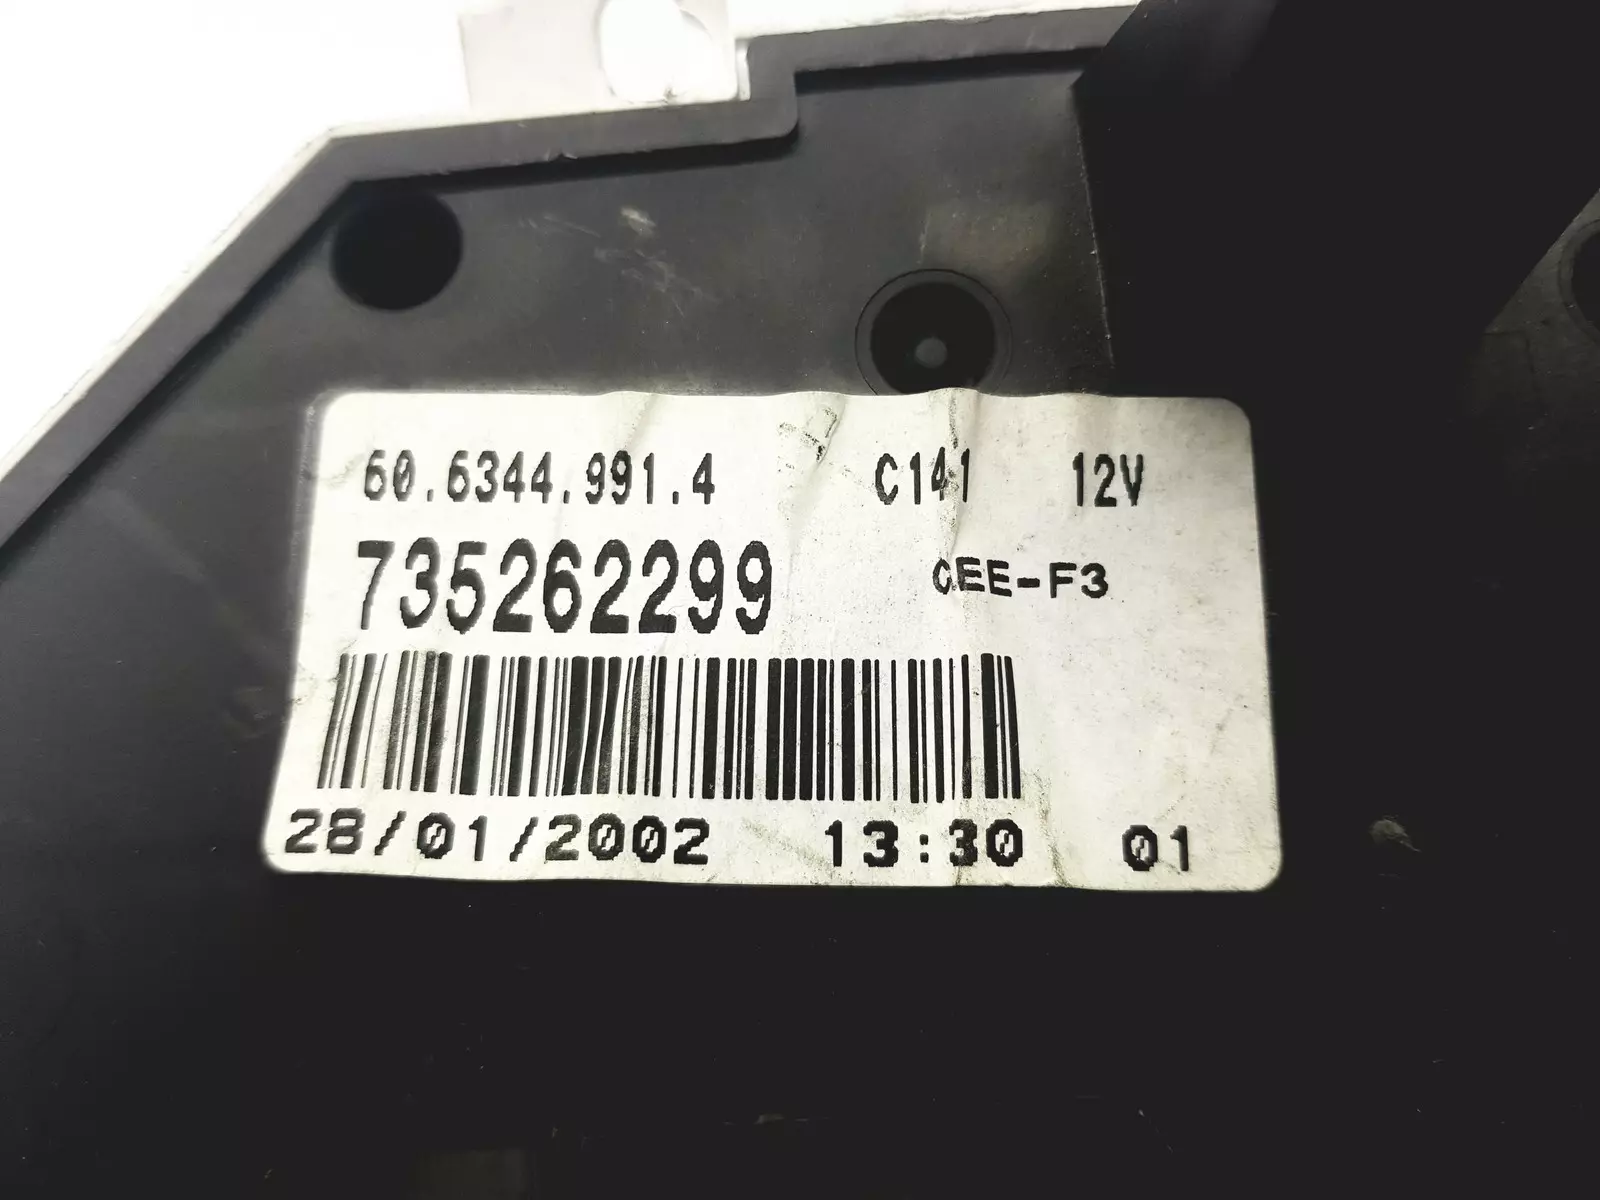 60.6344.991.4 C141 12V
735262299 CEE-F3
28/01/2002 13:30 01